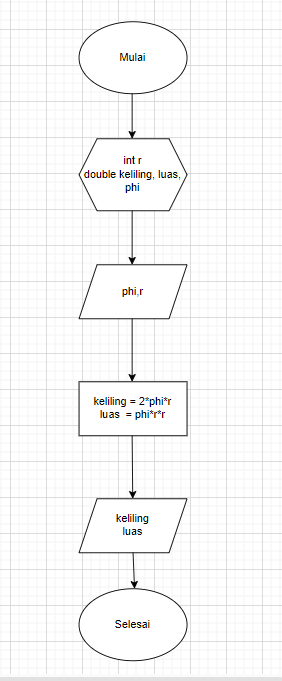 Mulai
int r
double keliling, luas,
phi
phi,r
keliling = 2*phi*r
luas = phi*r*r
keliling
luas
Selesai